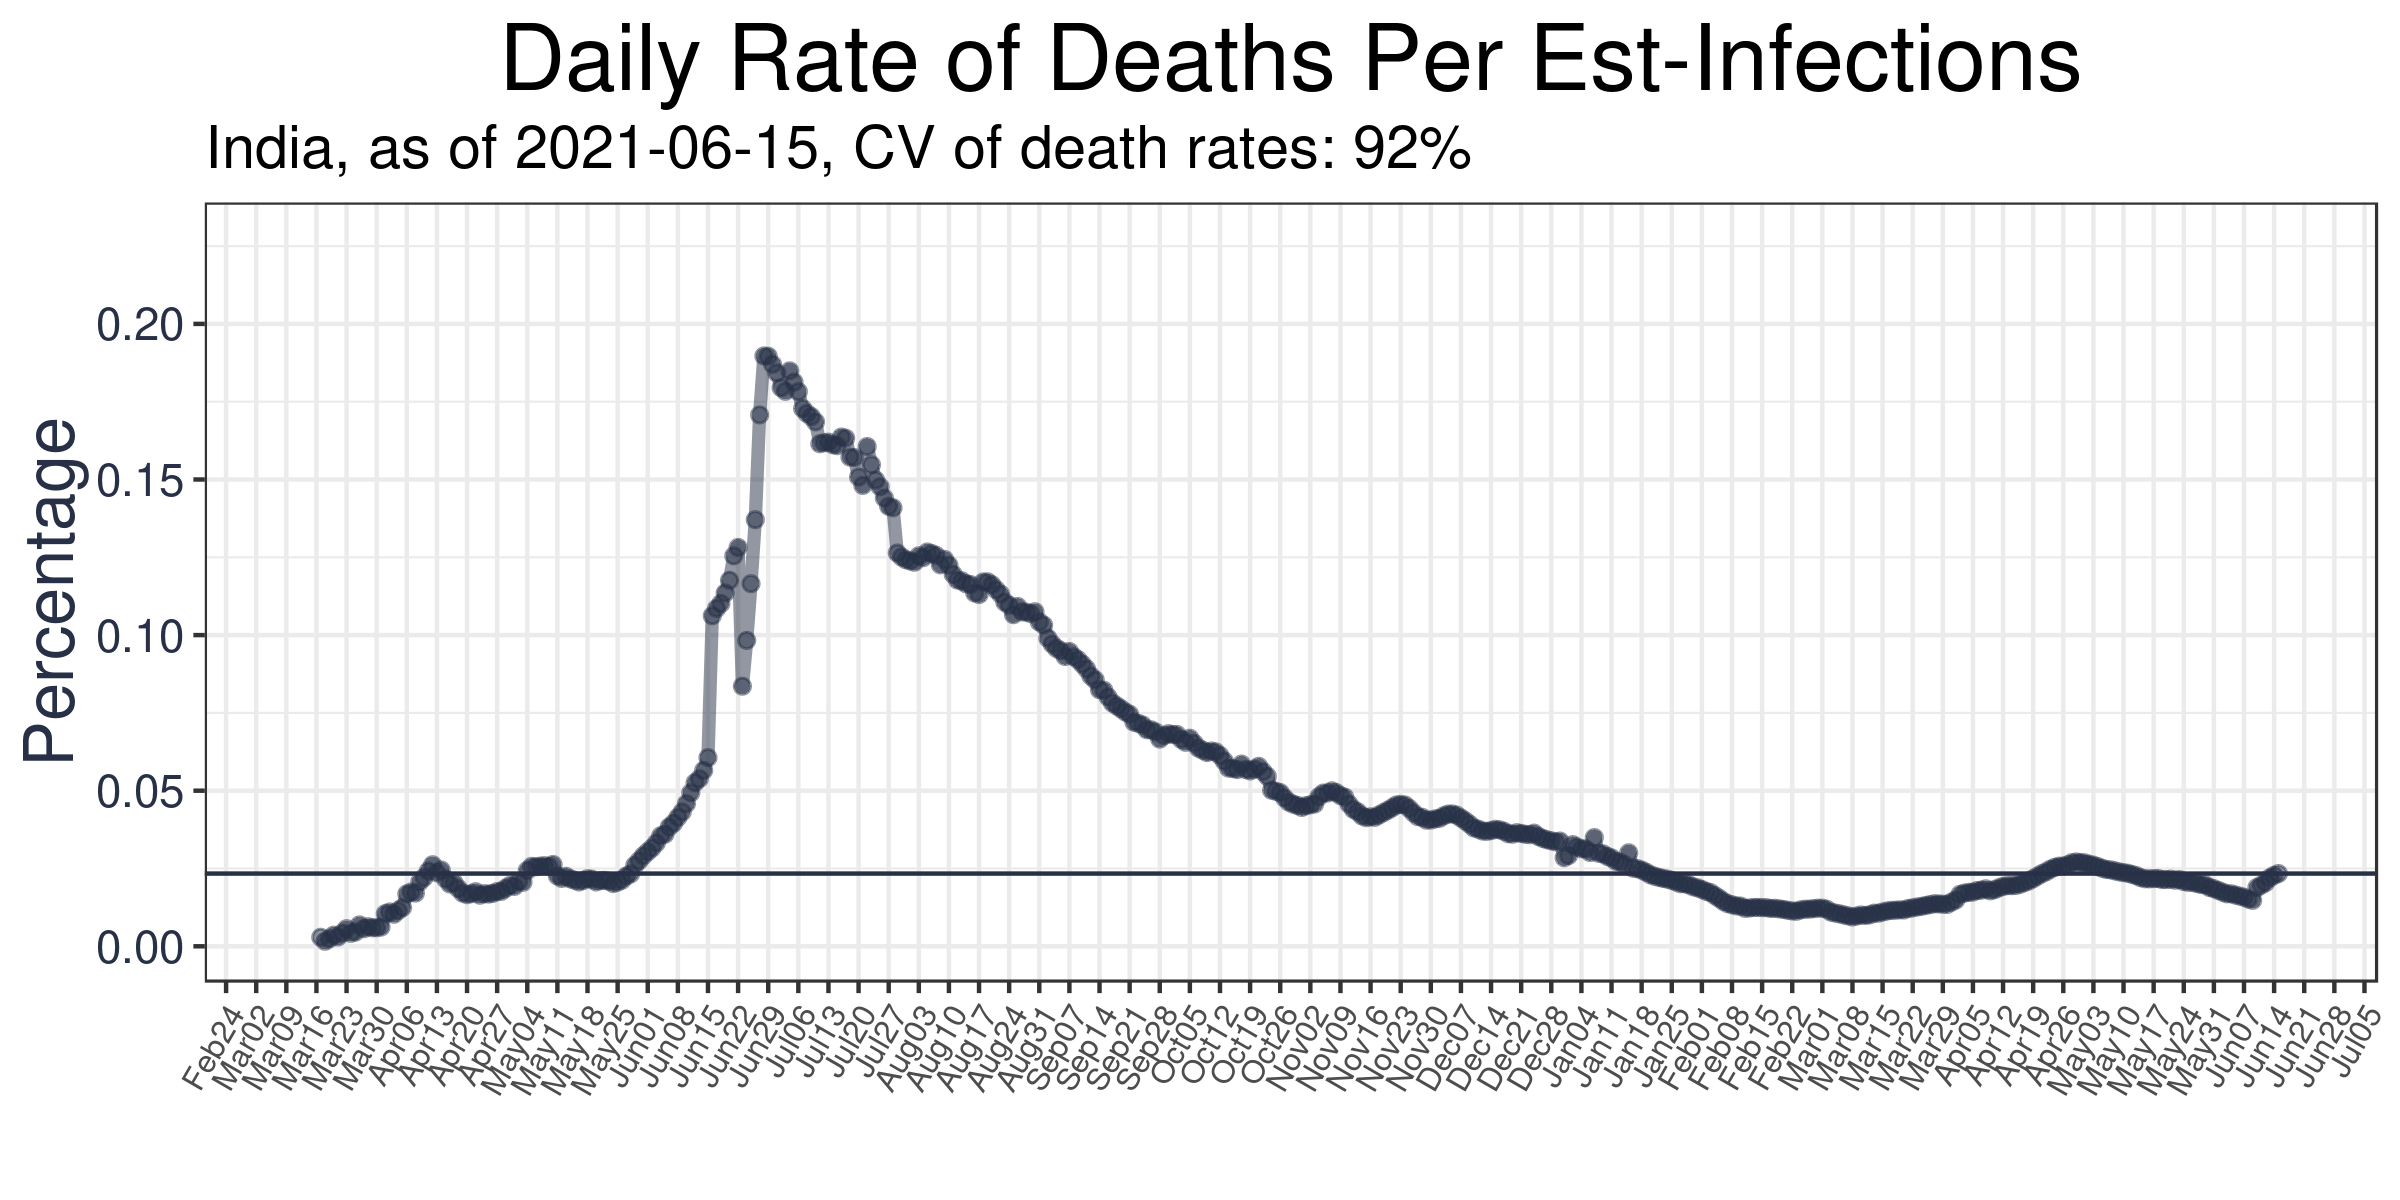 Daily Rate of Deaths Per Est-Infections
India, as of 2021-06-15, CV of death rates: 92%
Percentage
0.20
0.15
0.10
0.05
0.00
Feb24
Mar02
Mar09
Mar16
Mar23
Mar30
Apr06
Apr13
Apr20
Apr27
May04
May11
May18
May25
Jun01
Jun08
Jun15
Jun22
Jun29
Jul06
Jul13
Jul20
Jul27
Aug03
Aug10
Aug17
Aug24
Aug31
Sep07
Sep14
Sep21
Sep28
Oct05
Oct12
Oct19
Oct26
Nov02
Nov09
Nov16
Nov23
Nov30
Dec07
Dec14
Dec21
Dec28
Jan04
Jan11
Jan18
Jan25
Feb01
Feb08
Feb15
Feb22
Mar01
Mar08
Mar15
Mar22
Mar29
Apr05
Apr12
Apr19
Apr26
May03
May10
May17
May24
May31
Jun07
Jun14
Jun21
Jun28
Jul05